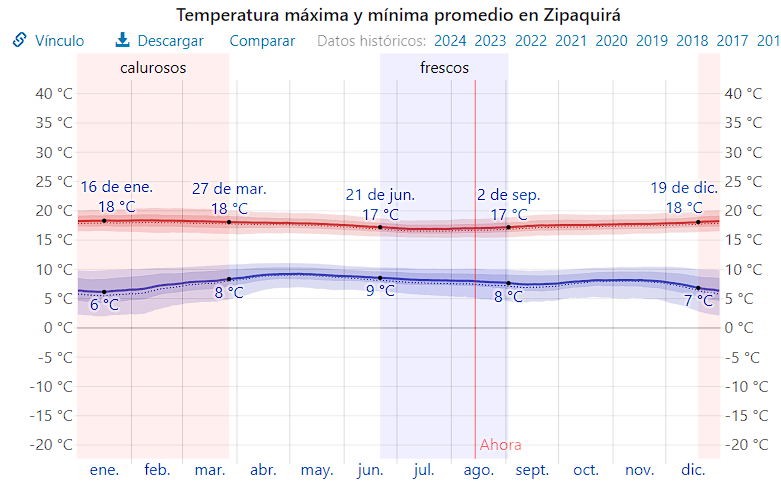 Temperatura máxima y mínima promedio en Zipaquirá
Vínculo Descargar Comparar Datos históricos: 2024 2023 2022 2021 2020 2019 2018 2017 201
calurosos frescos
40 °C 40 °C
35 °C 35 °C
30 °C 30 °C
25 °C 25 °C
20 °C 20 °C
15 °C 15 °C
10 °C 10 °C
5 °C 5 °C
0 °C 0 °C
-5 °C -5 °C
-10 °C -10 °C
-15 °C -15 °C
-20 °C -20 °C
16 de ene. 27 de mar. 21 de jun. 2 de sep. 19 de dic.
18 °C 18 °C 17 °C 17 °C 18 °C
6 °C 8 °C 9 °C 8 °C 7 °C
Ahora
ene. feb. mar. abr. may. jun. jul. ago. sept. oct. nov. dic.